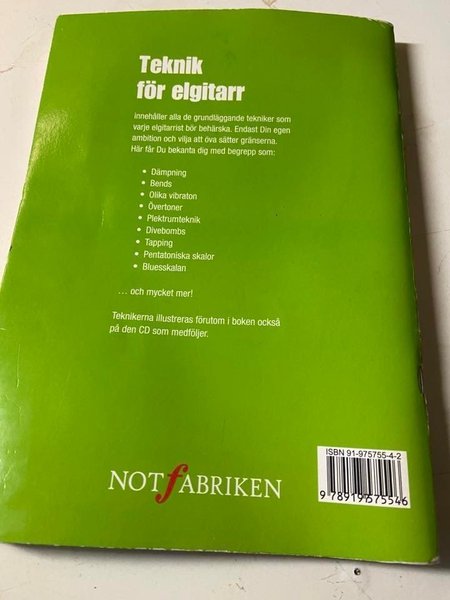 Teknik
för elgitarr
Innehåller alla de grundläggande tekniker som
varje elgitarrist bör behärska. Endast Din egen
ambition och vilja att öva sätter gränserna.
Här får Du bekanta dig med begrepp som:
• Dämpning
• Bends
• Olika vibraton
• Övertoner
• Plektrumteknik
• Divebombs
• Tapping
• Pentatoniska skalor
• Bluesskalan
… och mycket mer!
Teknikerna illustreras förutom i boken också
på den CD som medföljer.
ISBN 91-975755-4-2
9 789197 575546
NOTfABRIKEN